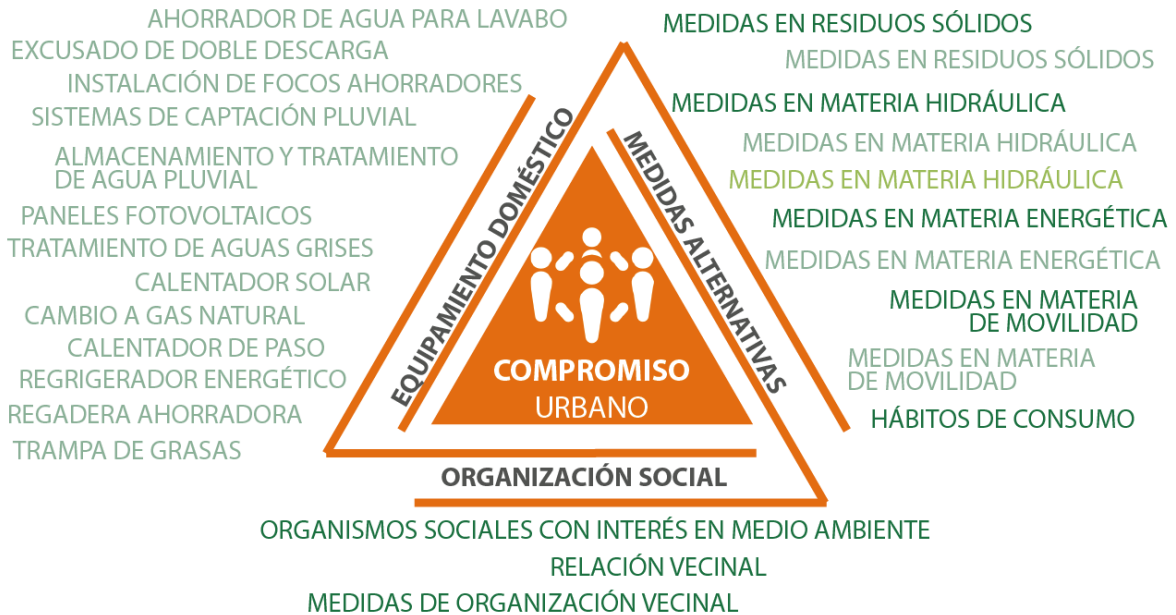 AHORRADOR DE AGUA PARA LAVABO
EXCUSADO DE DOBLE DESCARGA
INSTALACIÓN DE FOCOS AHORRADORES
SISTEMAS DE CAPTACIÓN PLUVIAL
ALMACENAMIENTO Y TRATAMIENTO
DE AGUA PLUVIAL
PANELES FOTOVOLTAICOS
TRATAMIENTO DE AGUAS GRISES
CALENTADOR SOLAR
CAMBIO A GAS NATURAL
CALENTADOR DE PASO
REGRIGERADOR ENERGÉTICO
REGADERA AHORRADORA
TRAMPA DE GRASAS
EQUIPAMIENTO DOMÉSTICO
COMPROMISO
URBANO
MEDIDAS ALTERNATIVAS
ORGANIZACIÓN SOCIAL
MEDIDAS EN RESIDUOS SÓLIDOS
MEDIDAS EN RESIDUOS SÓLIDOS
MEDIDAS EN MATERIA HIDRÁULICA
MEDIDAS EN MATERIA HIDRÁULICA
MEDIDAS EN MATERIA HIDRÁULICA
MEDIDAS EN MATERIA ENERGÉTICA
MEDIDAS EN MATERIA ENERGÉTICA
MEDIDAS EN MATERIA
DE MOVILIDAD
MEDIDAS EN MATERIA
DE MOVILIDAD
HÁBITOS DE CONSUMO
ORGANISMOS SOCIALES CON INTERÉS EN MEDIO AMBIENTE
RELACIÓN VECINAL
MEDIDAS DE ORGANIZACIÓN VECINAL